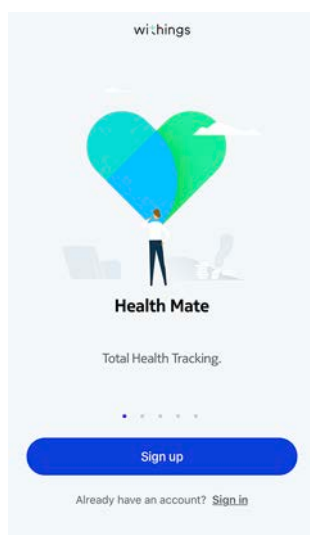 withings
Health Mate
Total Health Tracking.
Sign up
Already have an account? Sign in